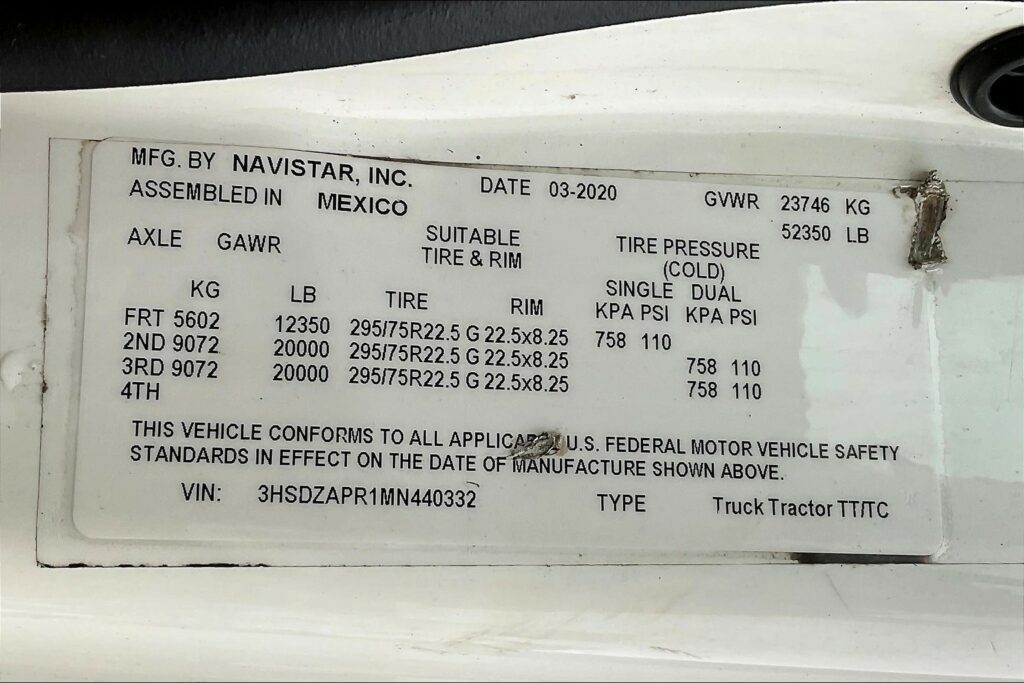 MFG. BY NAVISTAR, INC. DATE 03-2020 GVWR 23746 KG
ASSEMBLED IN MEXICO 52350 LB
AXLE GAWR SUITABLE TIRE PRESSURE
TIRE & RIM (COLD)
KG LB TIRE RIM SINGLE DUAL
KPA PSI KPA PSI
FRT 5602 12350 295/75R22.5 G 22.5x8.25 758 110
2ND 9072 20000 295/75R22.5 G 22.5x8.25 758 110
3RD 9072 20000 295/75R22.5 G 22.5x8.25 758 110
4TH
THIS VEHICLE CONFORMS TO ALL U.S. FEDERAL MOTOR VEHICLE SAFETY
STANDARDS IN EFFECT ON THE DATE OF MANUFACTURE SHOWN ABOVE.
VIN: 3HSDZAPR1MN440332 TYPE Truck Tractor TT/TC